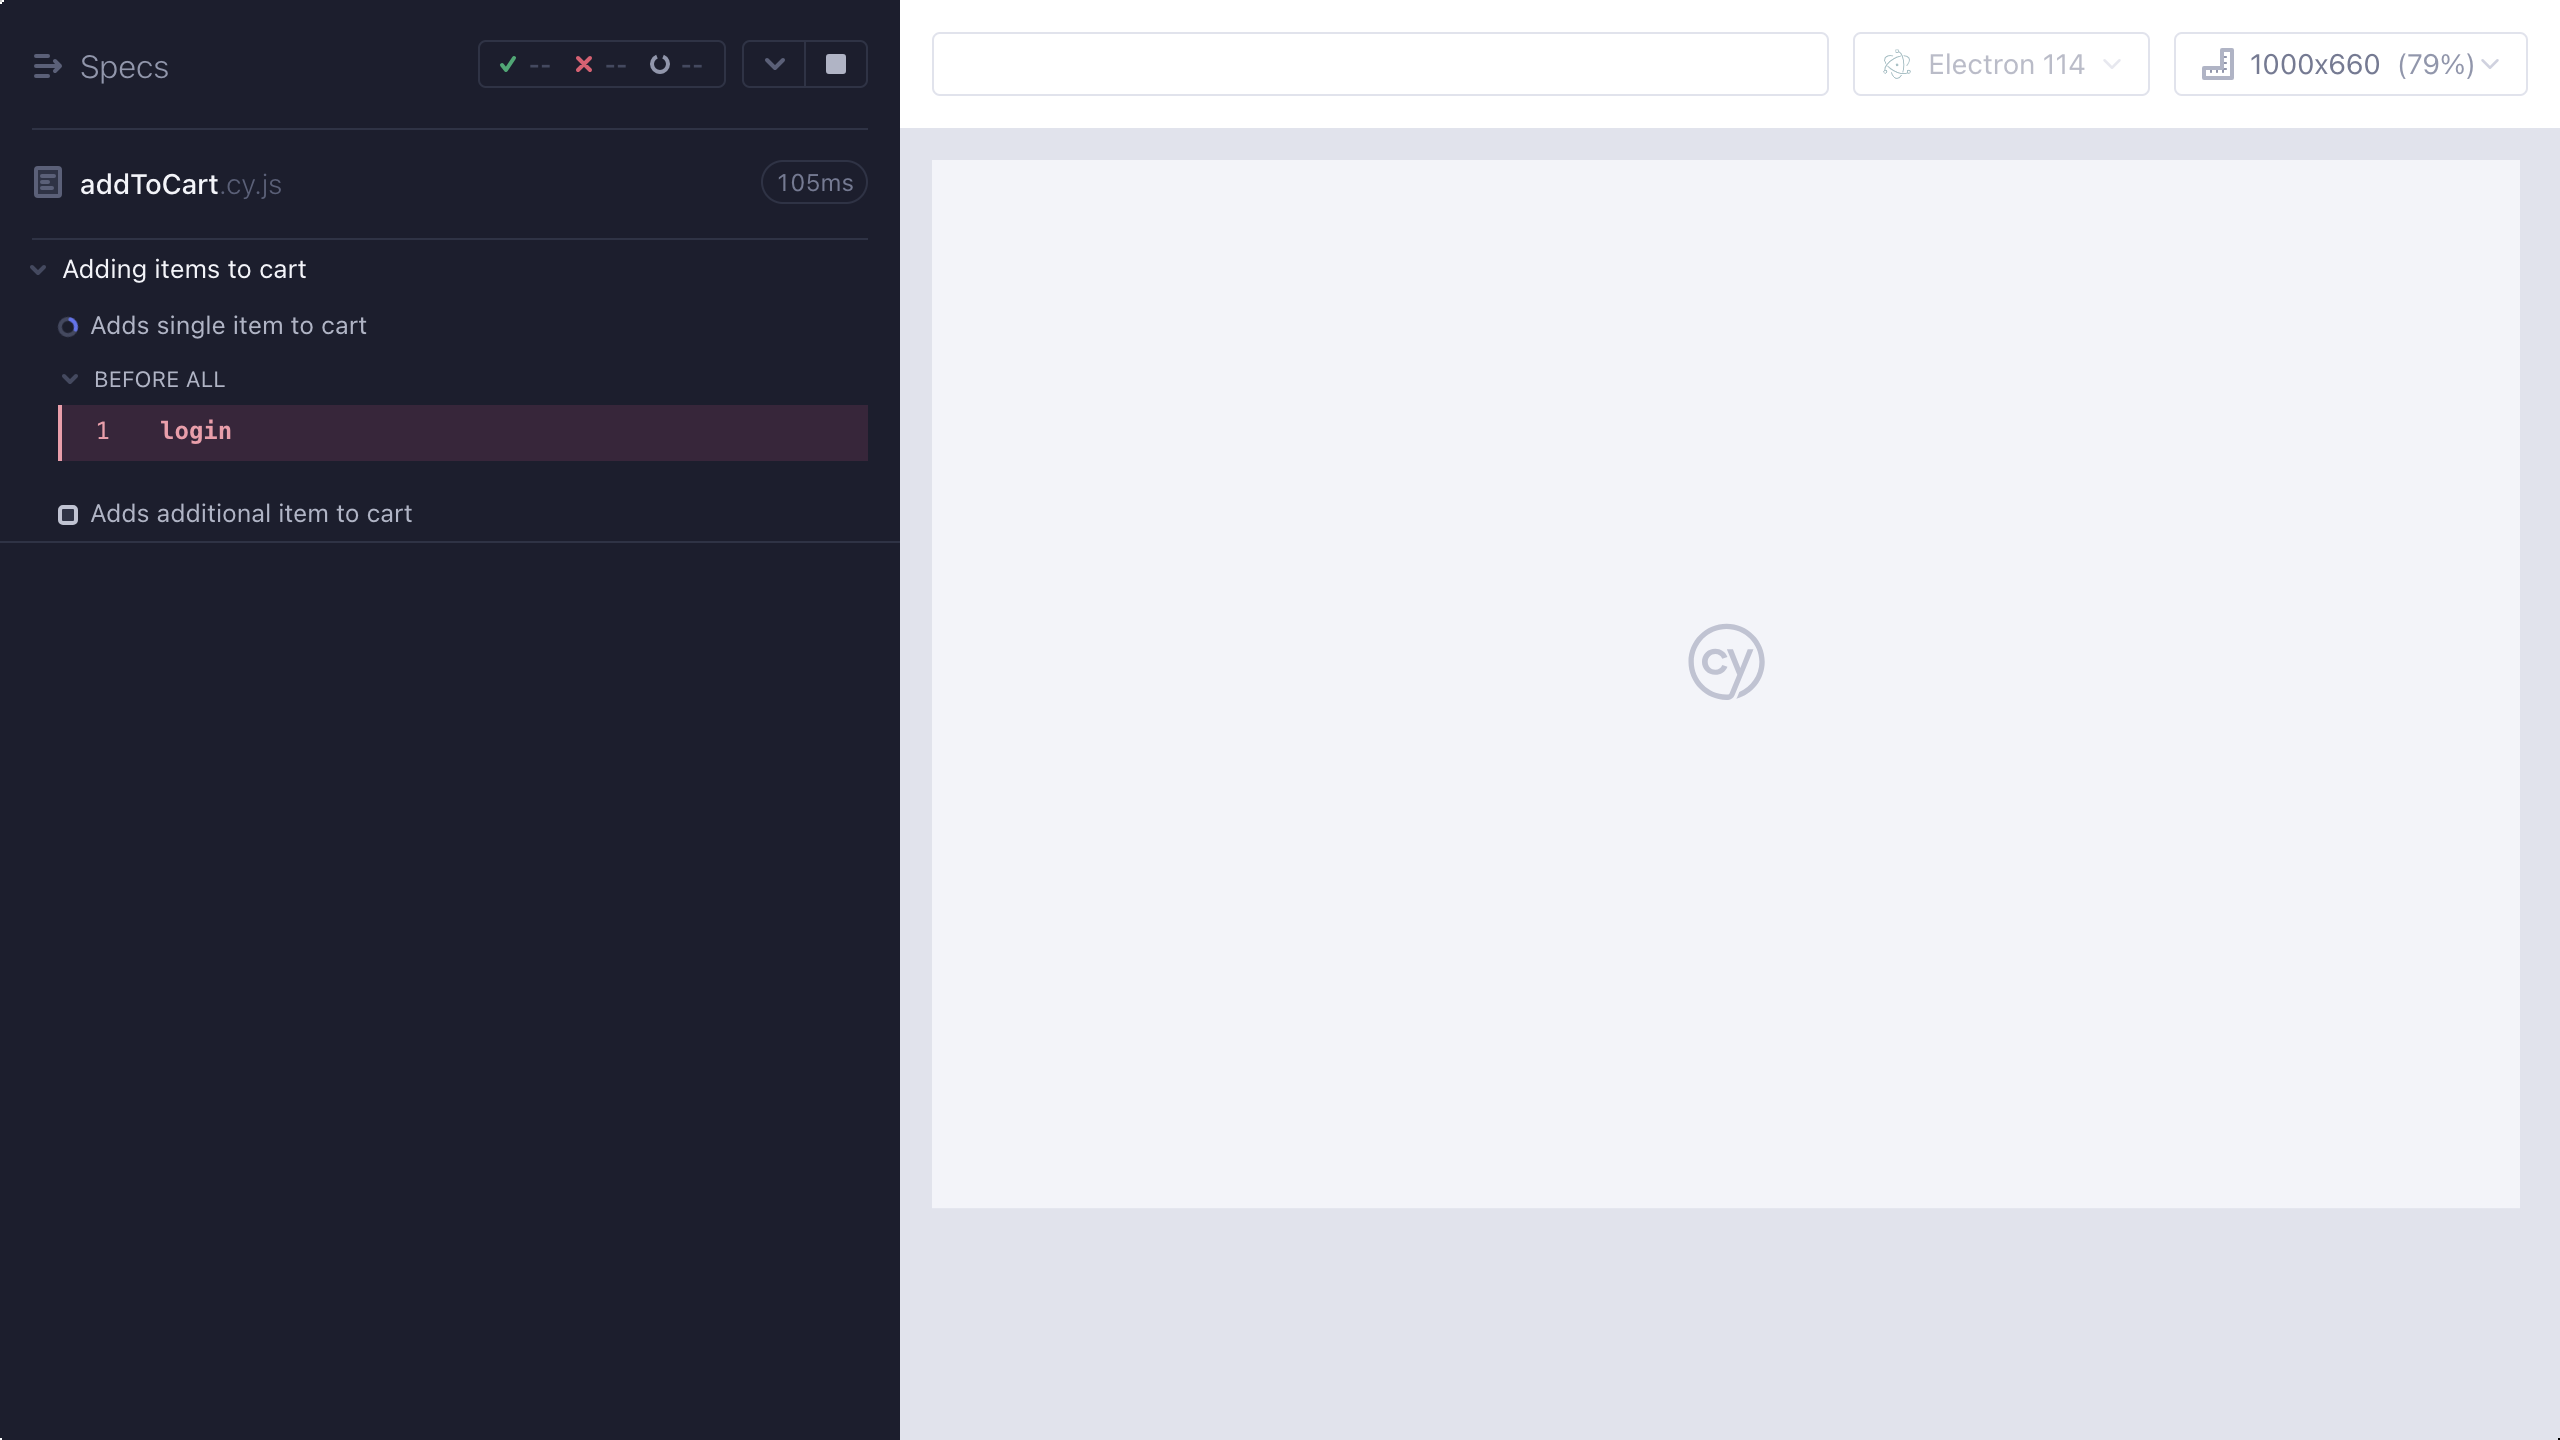 Specs
-- -- --
addToCart.cy.js
105ms
Adding items to cart
Adds single item to cart
BEFORE ALL
1 login
Adds additional item to cart
Electron 114
1000x660 (79%)
cy